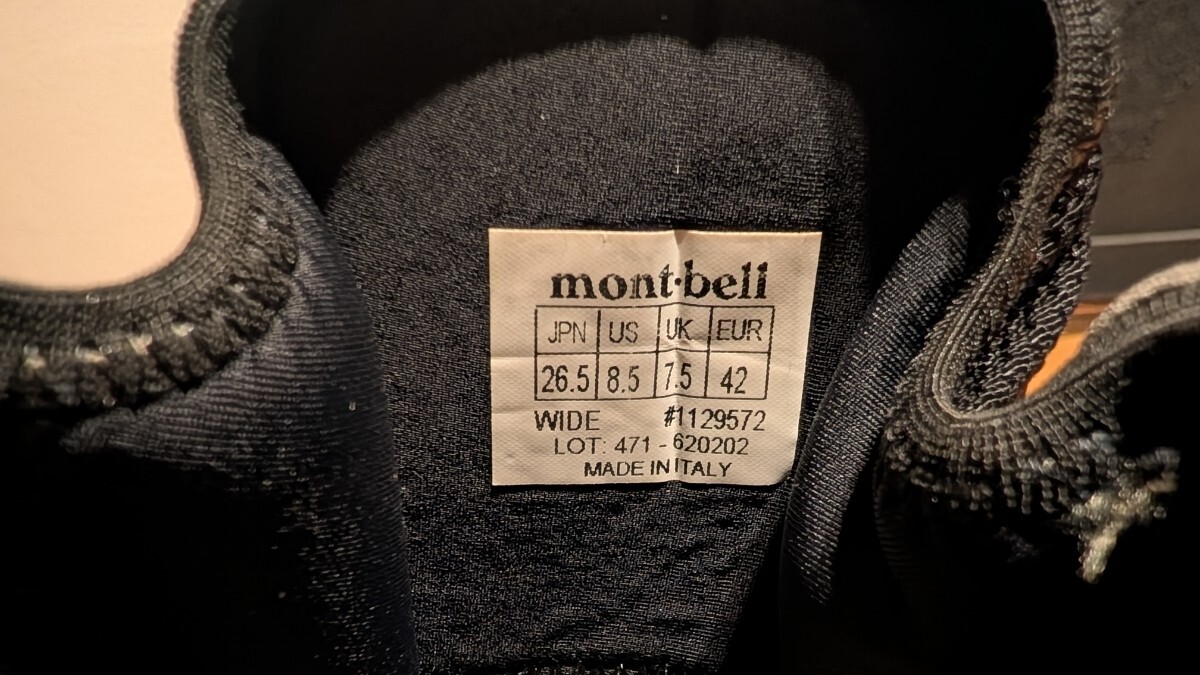 mont·bell
JPN US UK EUR
26.5 8.5 7.5 42
WIDE #1129572
LOT: 471 - 620202
MADE IN ITALY